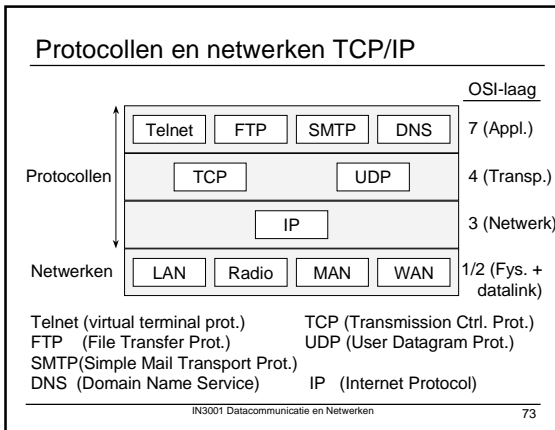 Protocollen en netwerken TCP/IP
OSI-laag
Telnet FTP SMTP DNS 7 (Appl.)
Protocollen TCP UDP 4 (Transp.)
IP 3 (Netwerk)
Netwerken LAN Radio MAN WAN 1/2 (Fys. +
datalink)
Telnet (virtual terminal prot.) TCP (Transmission Ctrl. Prot.)
FTP (File Transfer Prot.) UDP (User Datagram Prot.)
SMTP(Simple Mail Transport Prot.)
DNS (Domain Name Service) IP (Internet Protocol)
IN3001 Datacommunicatie en Netwerken 73